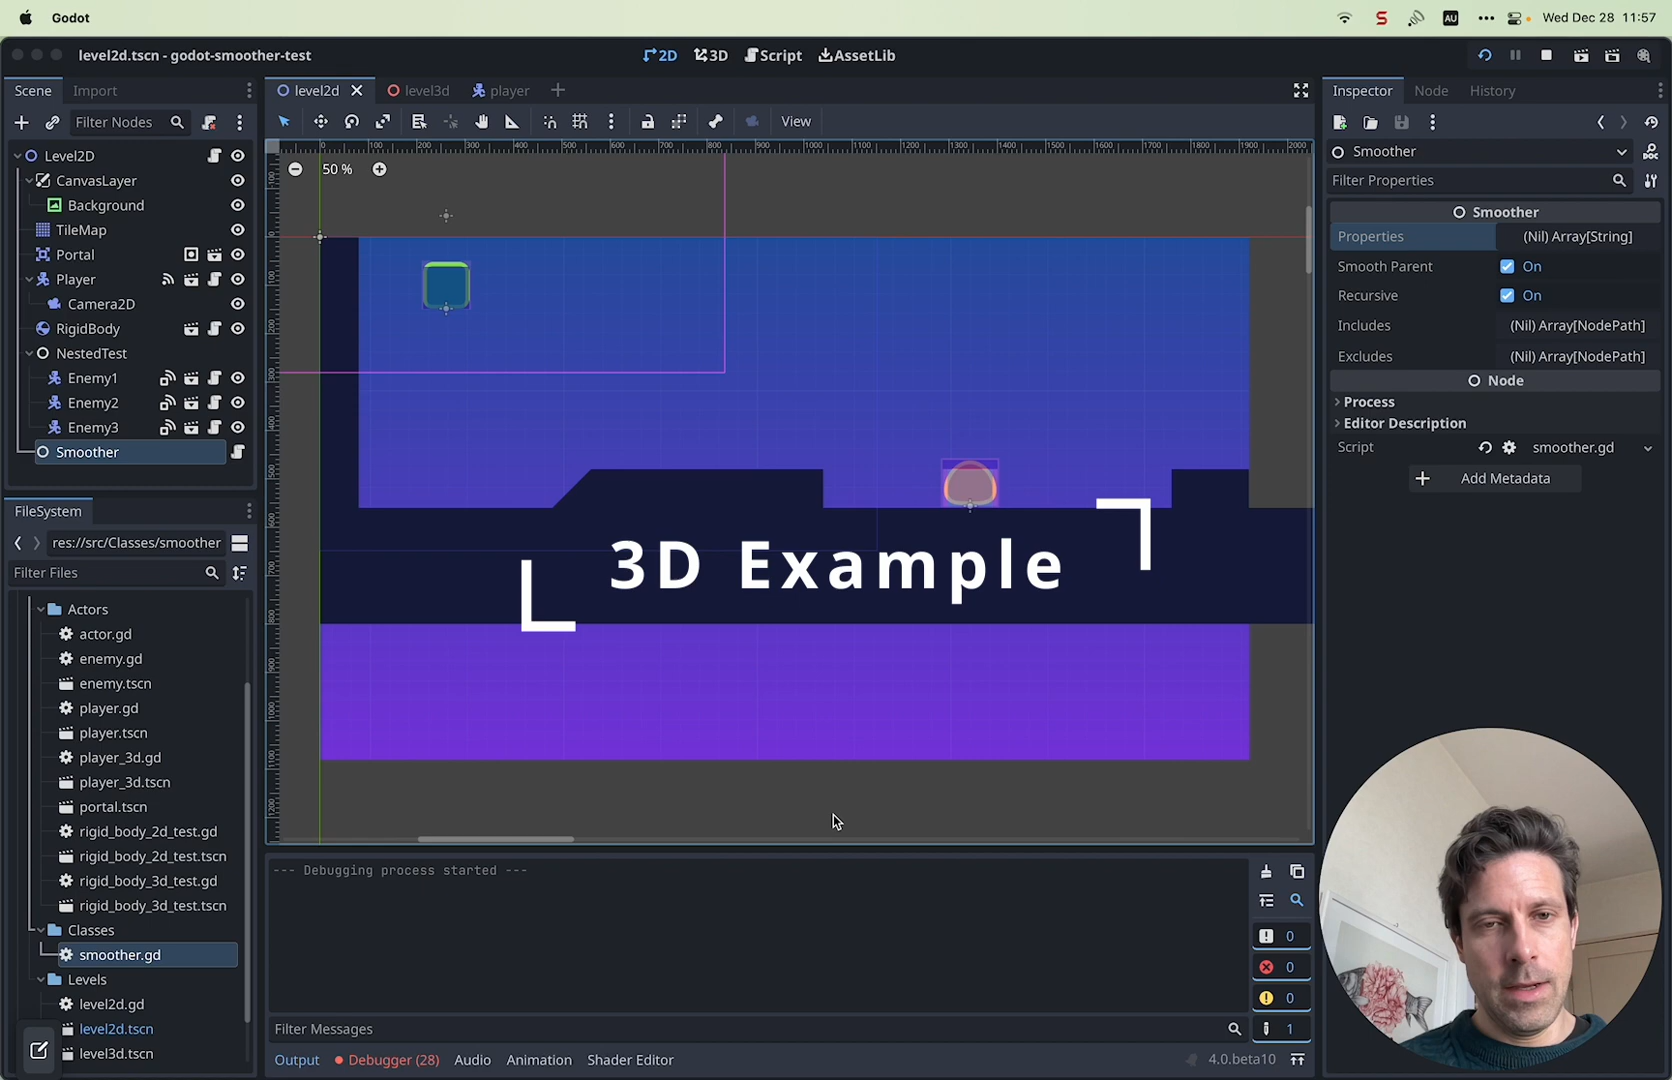 Godot
AU
Wed Dec 28 11:57
level2d.tscn - godot-smoother-test
2D
3D
Script
AssetLib
Scene
Import
level2d
level3d
player
Inspector
Node
History
Filter Nodes
View
Level2D
CanvasLayer
Background
TileMap
Portal
Player
Camera2D
RigidBody
NestedTest
Enemy1
Enemy2
Enemy3
Smoother
50 %
3D Example
Smoother
Filter Properties
Smoother
Properties (Nil) Array[String]
Smooth Parent On
Recursive On
Includes (Nil) Array[NodePath]
Excludes (Nil) Array[NodePath]
Node
Process
Editor Description
Script smoother.gd
Add Metadata
FileSystem
res://src/Classes/smoother
Filter Files
Actors
actor.gd
enemy.gd
enemy.tscn
player.gd
player.tscn
player_3d.gd
player_3d.tscn
portal.tscn
rigid_body_2d_test.gd
rigid_body_2d_test.tscn
rigid_body_3d_test.gd
rigid_body_3d_test.tscn
Classes
smoother.gd
Levels
level2d.gd
level2d.tscn
level3d.tscn
--- Debugging process started ---
0
0
0
1
Filter Messages
Output
Debugger (28)
Audio
Animation
Shader Editor
4.0.beta10